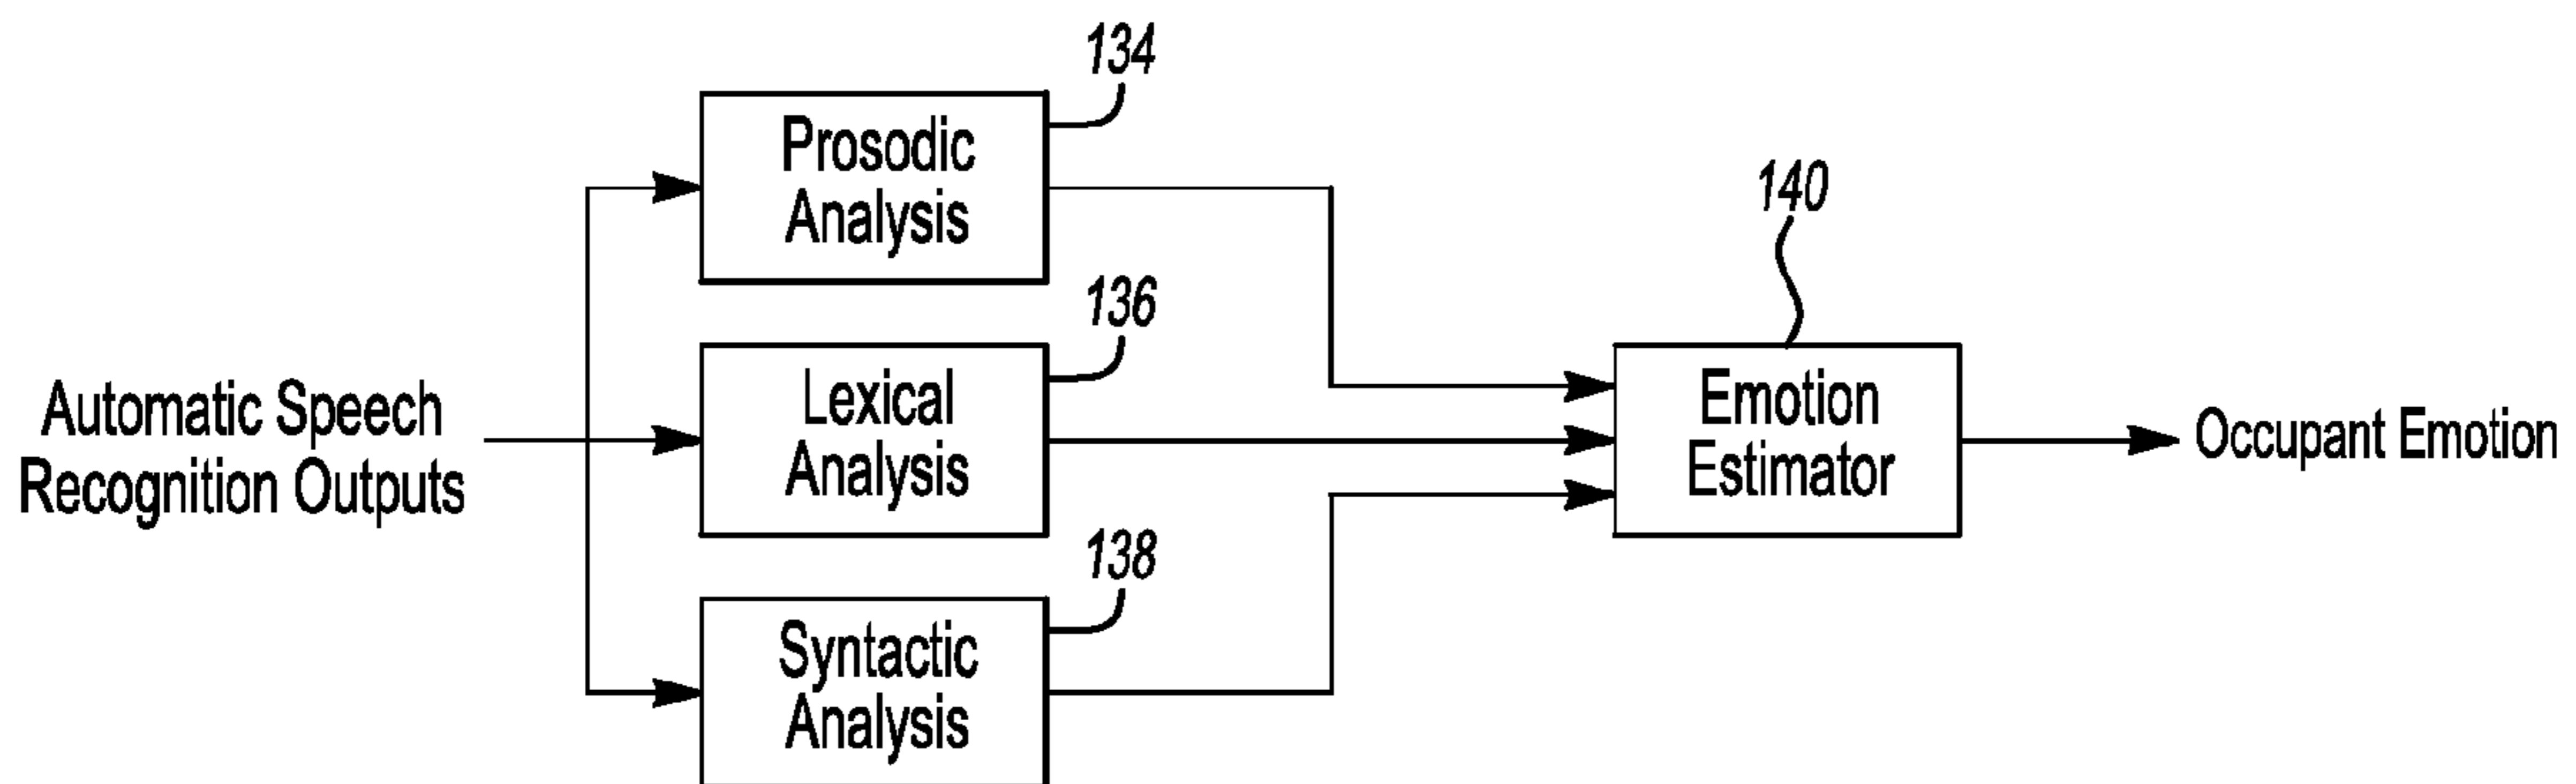 134
Prosodic
Analysis
140
136
Automatic Speech
Recognition Outputs
Lexical
Analysis
Emotion
Estimator
Occupant Emotion
138
Syntactic
Analysis